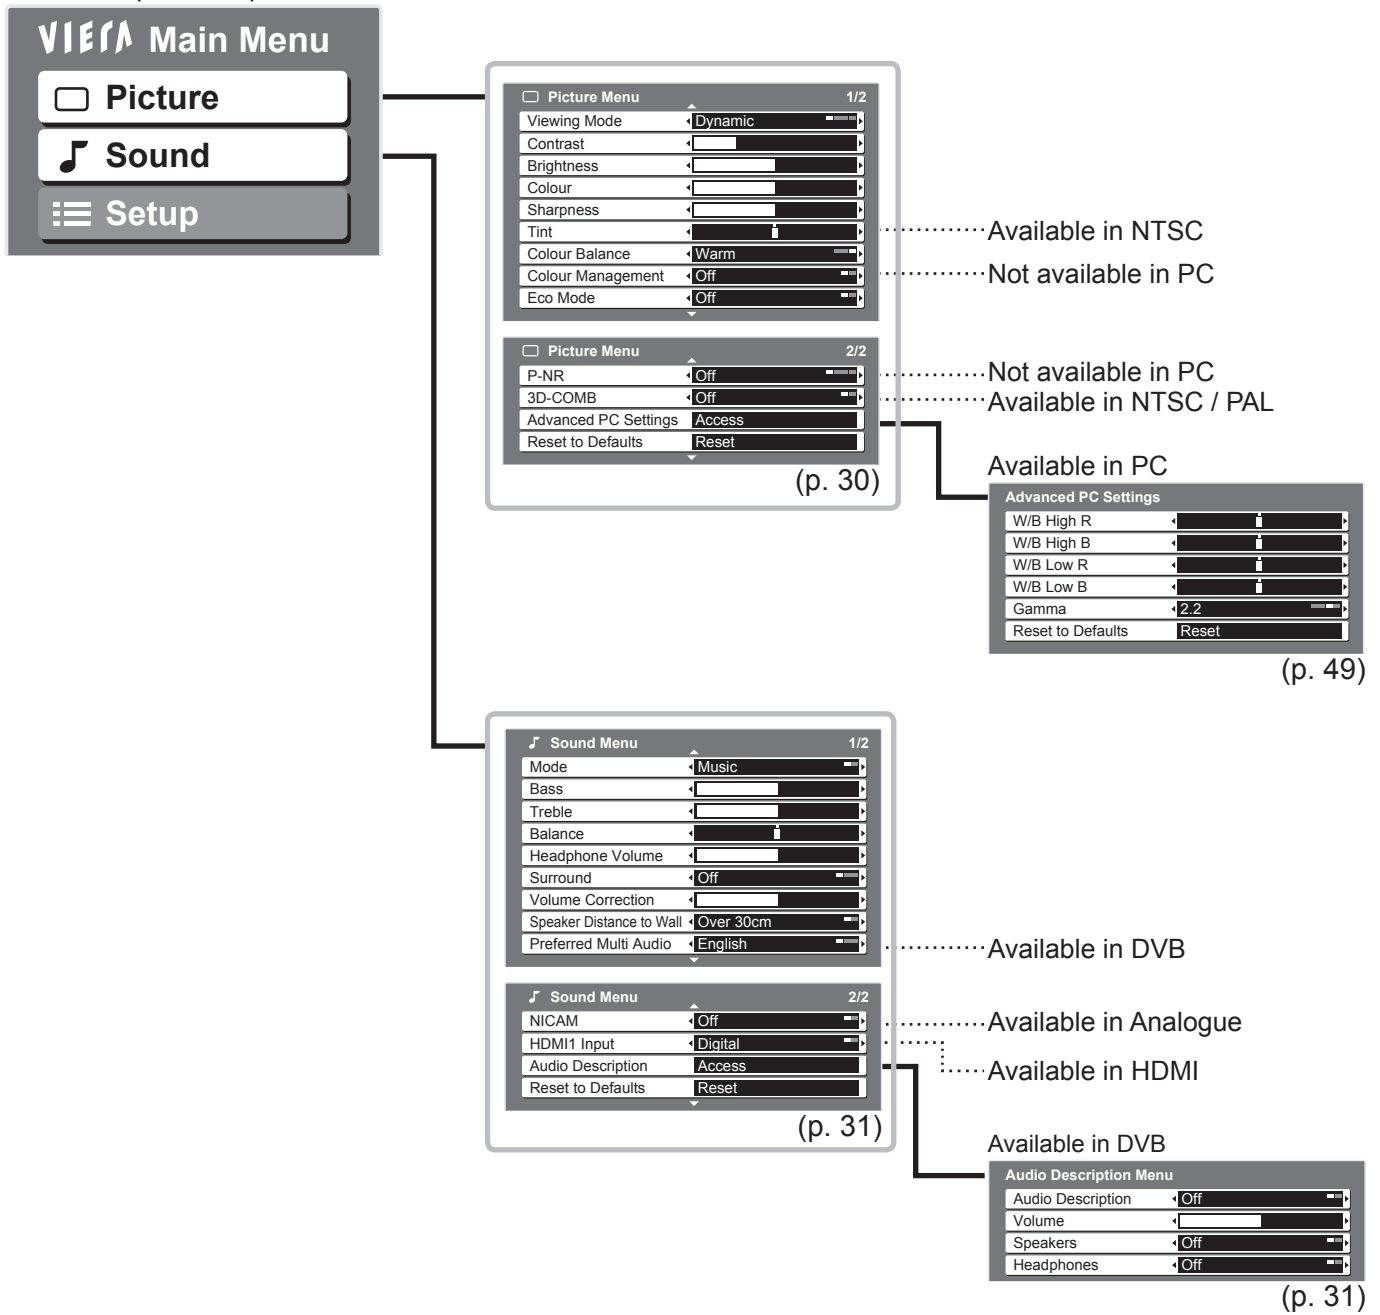 VIERA Main Menu
Picture
Sound
Setup
Picture Menu 1/2
Viewing Mode Dynamic
Contrast
Brightness
Colour
Sharpness
Tint
Colour Balance Warm
Colour Management Off
Eco Mode Off
Available in NTSC
Not available in PC
Picture Menu 2/2
P-NR Off
3D-COMB Off
Advanced PC Settings Access
Reset to Defaults Reset
(p. 30)
Not available in PC
Available in NTSC / PAL
Available in PC
Advanced PC Settings
W/B High R
W/B High B
W/B Low R
W/B Low B
Gamma 2.2
Reset to Defaults Reset
(p. 49)
Sound Menu 1/2
Mode Music
Bass
Treble
Balance
Headphone Volume
Surround Off
Volume Correction
Speaker Distance to Wall Over 30cm
Preferred Multi Audio English
Available in DVB
Sound Menu 2/2
NICAM Off
HDMI1 Input Digital
Audio Description Access
Reset to Defaults Reset
(p. 31)
Available in Analogue
Available in HDMI
Available in DVB
Audio Description Menu
Audio Description Off
Volume
Speakers Off
Headphones Off
(p. 31)